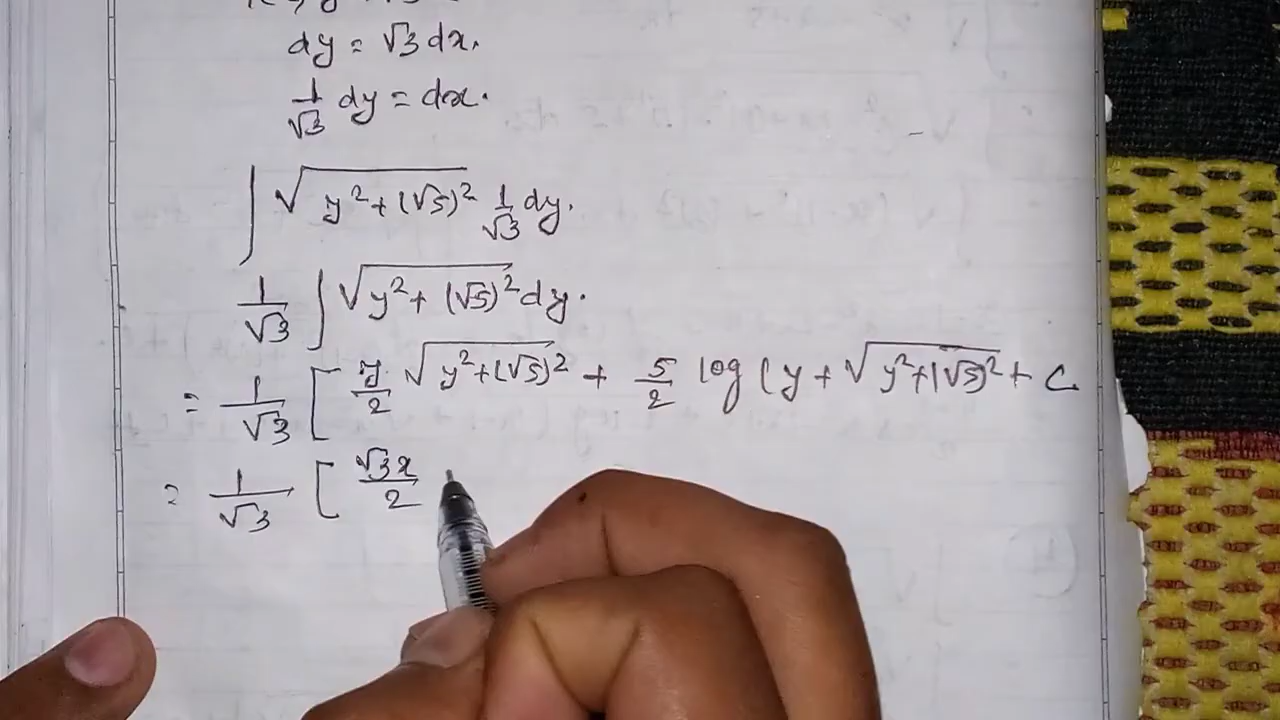 dy = √3 dx.
1/√3 dy = dx.
∫ √(y² + (√5)²) 1/√3 dy.
1/√3 ∫ √(y² + (√5)²) dy.
= 1/√3 [ y/2 √(y² + (√5)²) + 5/2 log (y + √(y² + (√5)²) + C
= 1/√3 [ √3x/2